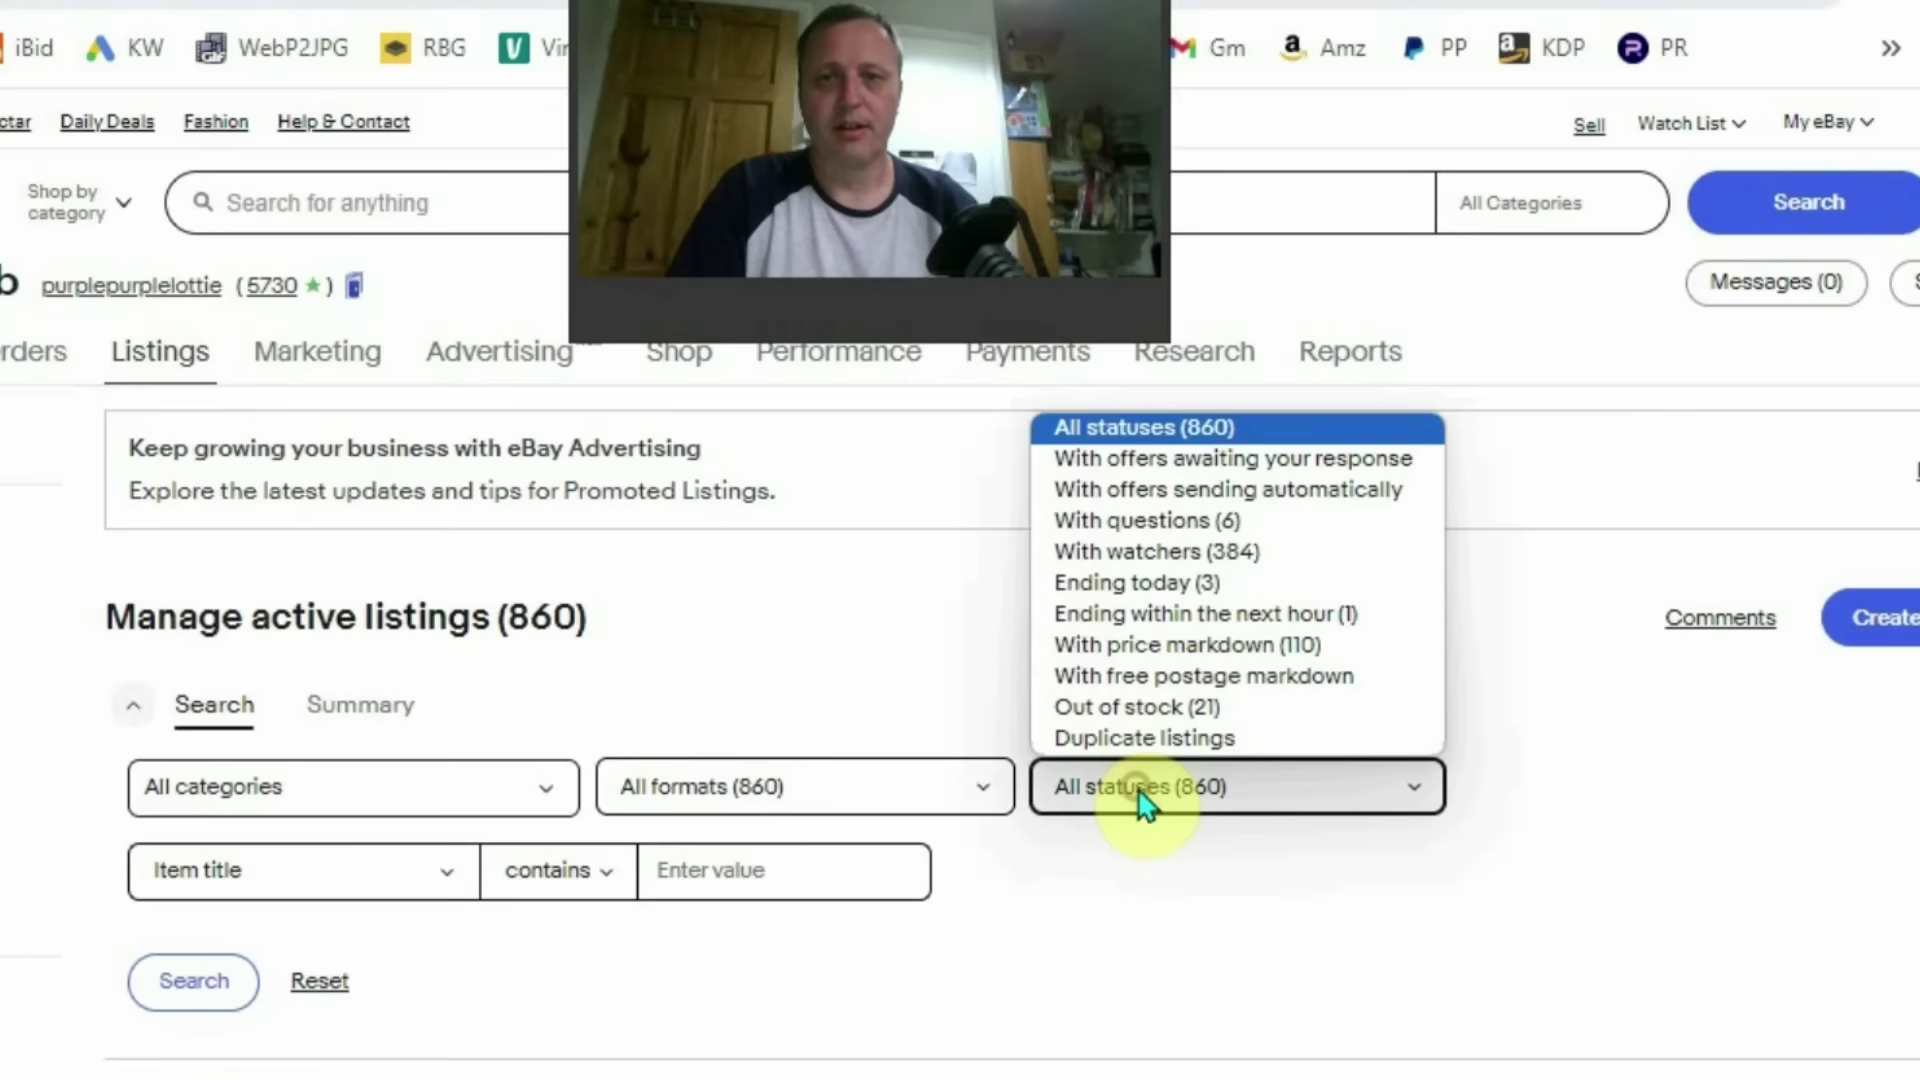 iBid KW WebP2JPG RBG Gm Amz PP KDP PR »
Daily Deals Fashion Help & Contact Sell Watch List My eBay
Shop by
category
Search for anything All Categories Search
purplepurplelottie (5730 ★) Messages (0)
Listings Marketing Advertising Shop Performance Payments Research Reports
Keep growing your business with eBay Advertising
Explore the latest updates and tips for Promoted Listings.
All statuses (860)
With offers awaiting your response
With offers sending automatically
With questions (6)
With watchers (384)
Ending today (3)
Ending within the next hour (1)
With price markdown (110)
With free postage markdown
Out of stock (21)
Duplicate listings
Manage active listings (860) Comments Create
Search Summary
All categories All formats (860) All statuses (860)
Item title contains Enter value
Search Reset